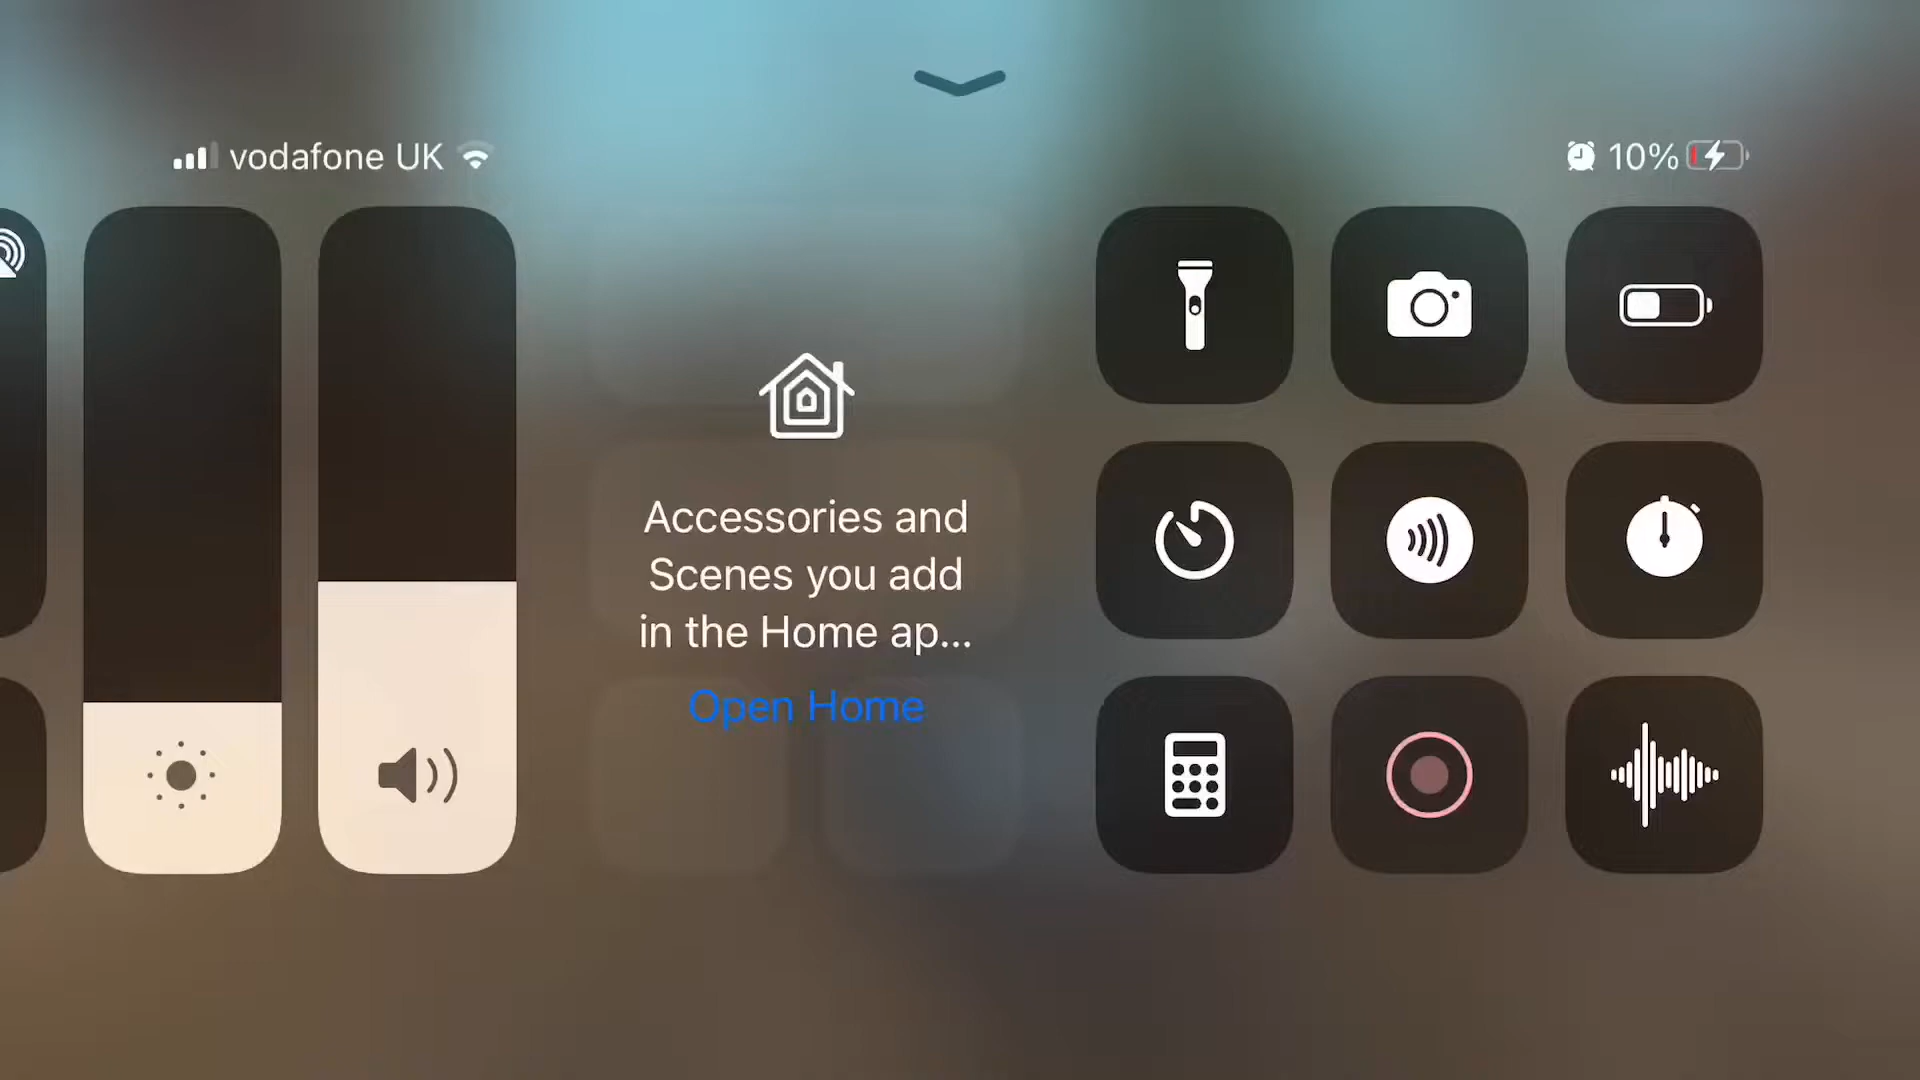 vodafone UK
10%
Accessories and
Scenes you add
in the Home ap...
Open Home